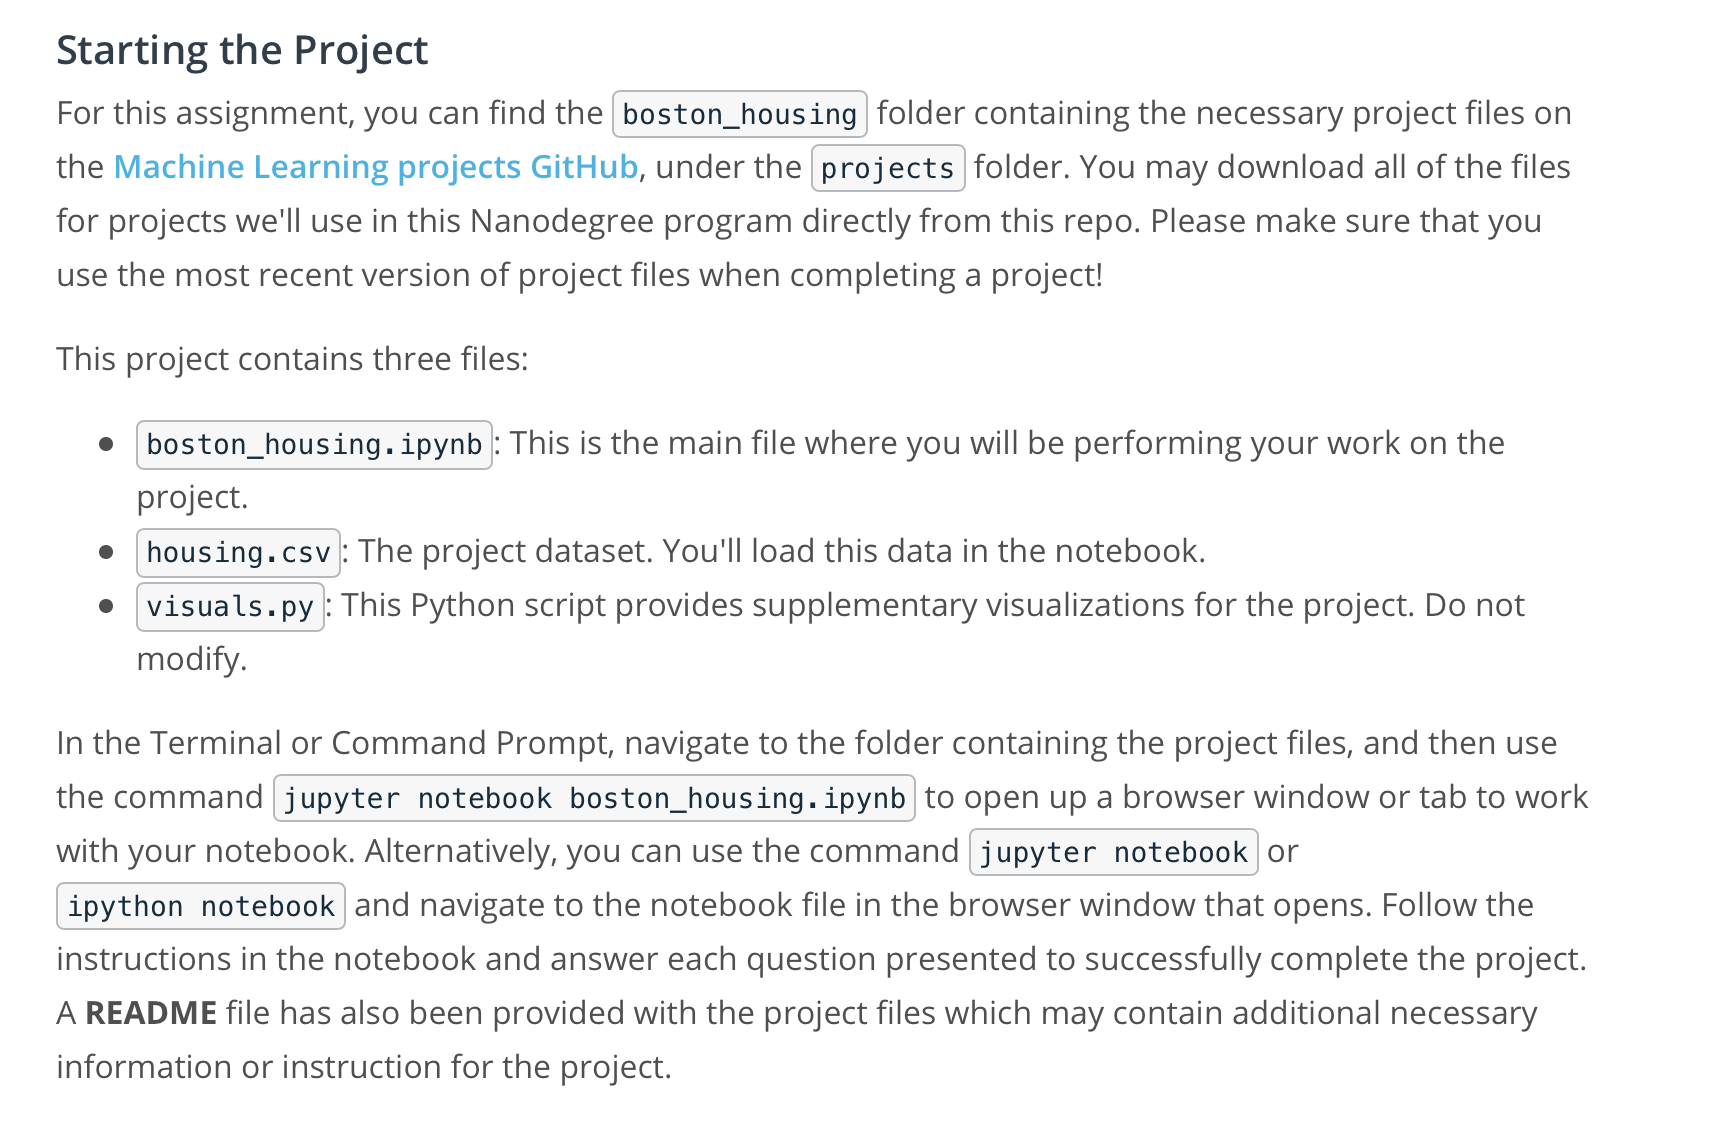 Starting the Project
For this assignment, you can find the boston_housing folder containing the necessary project files on
the Machine Learning projects GitHub, under the projects folder. You may download all of the files
for projects we'll use in this Nanodegree program directly from this repo. Please make sure that you
use the most recent version of project files when completing a project!
This project contains three files:
boston_housing.ipynb: This is the main file where you will be performing your work on the
project.
housing.csv: The project dataset. You'll load this data in the notebook.
visuals.py: This Python script provides supplementary visualizations for the project. Do not
modify.
In the Terminal or Command Prompt, navigate to the folder containing the project files, and then use
the command jupyter notebook boston_housing.ipynb to open up a browser window or tab to work
with your notebook. Alternatively, you can use the command jupyter notebook or
ipython notebook and navigate to the notebook file in the browser window that opens. Follow the
instructions in the notebook and answer each question presented to successfully complete the project.
A README file has also been provided with the project files which may contain additional necessary
information or instruction for the project.